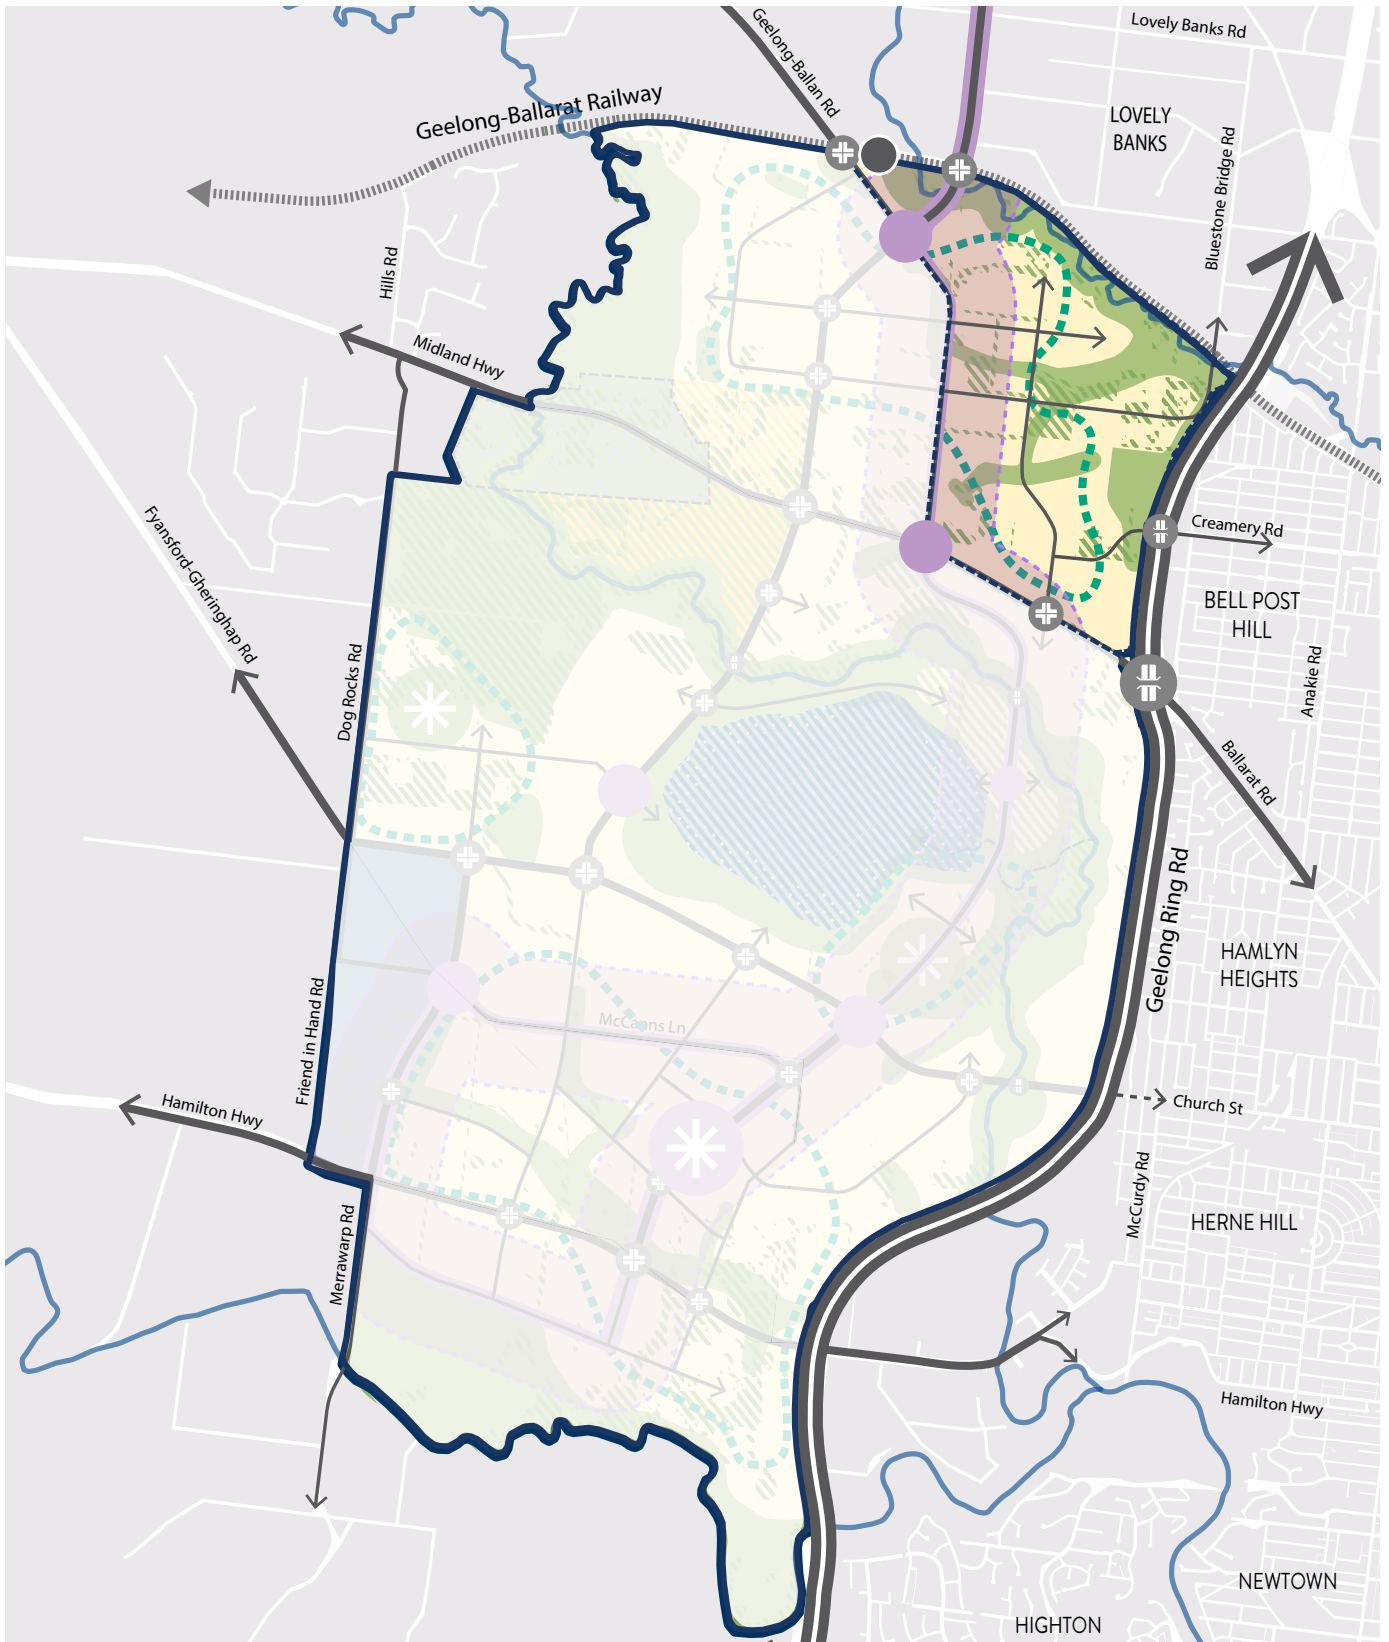 Lovely Banks Rd
Geelong-Ballan Rd
Geelong-Ballarat Railway
LOVELY
BANKS
Bluestone Bridge Rd
Hills Rd
Midland Hwy
Creamery Rd
Fyansford-Gheringhap Rd
BELL POST
HILL
Anakie Rd
Dog Rocks Rd
Ballarat Rd
Geelong Ring Rd
HAMLYN
HEIGHTS
Friend in Hand Rd
McCanns Ln
Hamilton Hwy
Church St
McCurdy Rd
HERNE HILL
Merrawarp Rd
Hamilton Hwy
NEWTOWN
HIGHTON